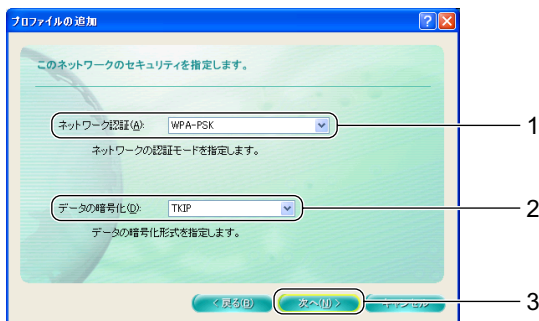 プロファイルの追加
このネットワークのセキュリティを指定します。
ネットワーク認証(A): WPA-PSK
1
ネットワークの認証モードを指定します。
データの暗号化(D): TKIP
2
データの暗号化形式を指定します。
< 戻る(B) 次へ(N) > キャンセル
3